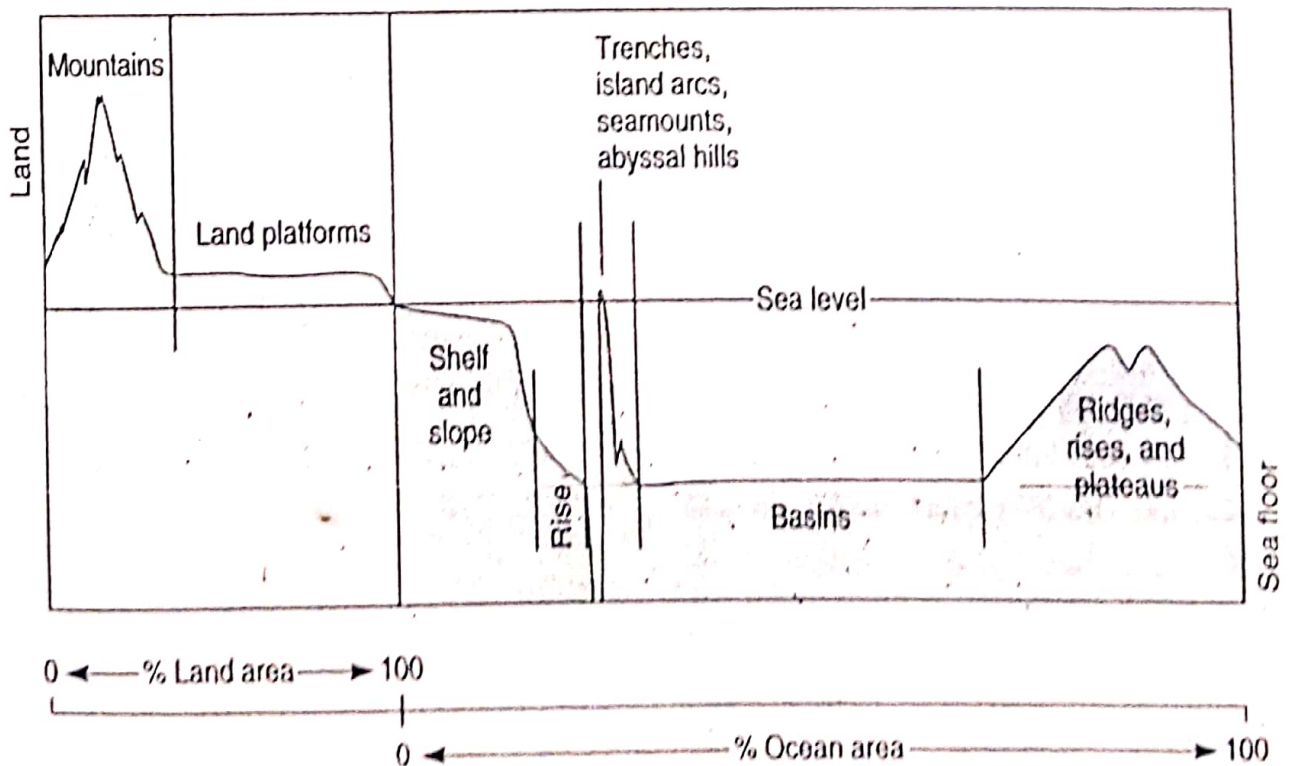 Mountains
Trenches,
island arcs,
seamounts,
abyssal hills
Land
Land platforms
Sea level
Shelf
and
slope
Rise
Basins
Ridges,
rises, and
plateaus
Sea floor
0 % Land area 100
0 % Ocean area 100